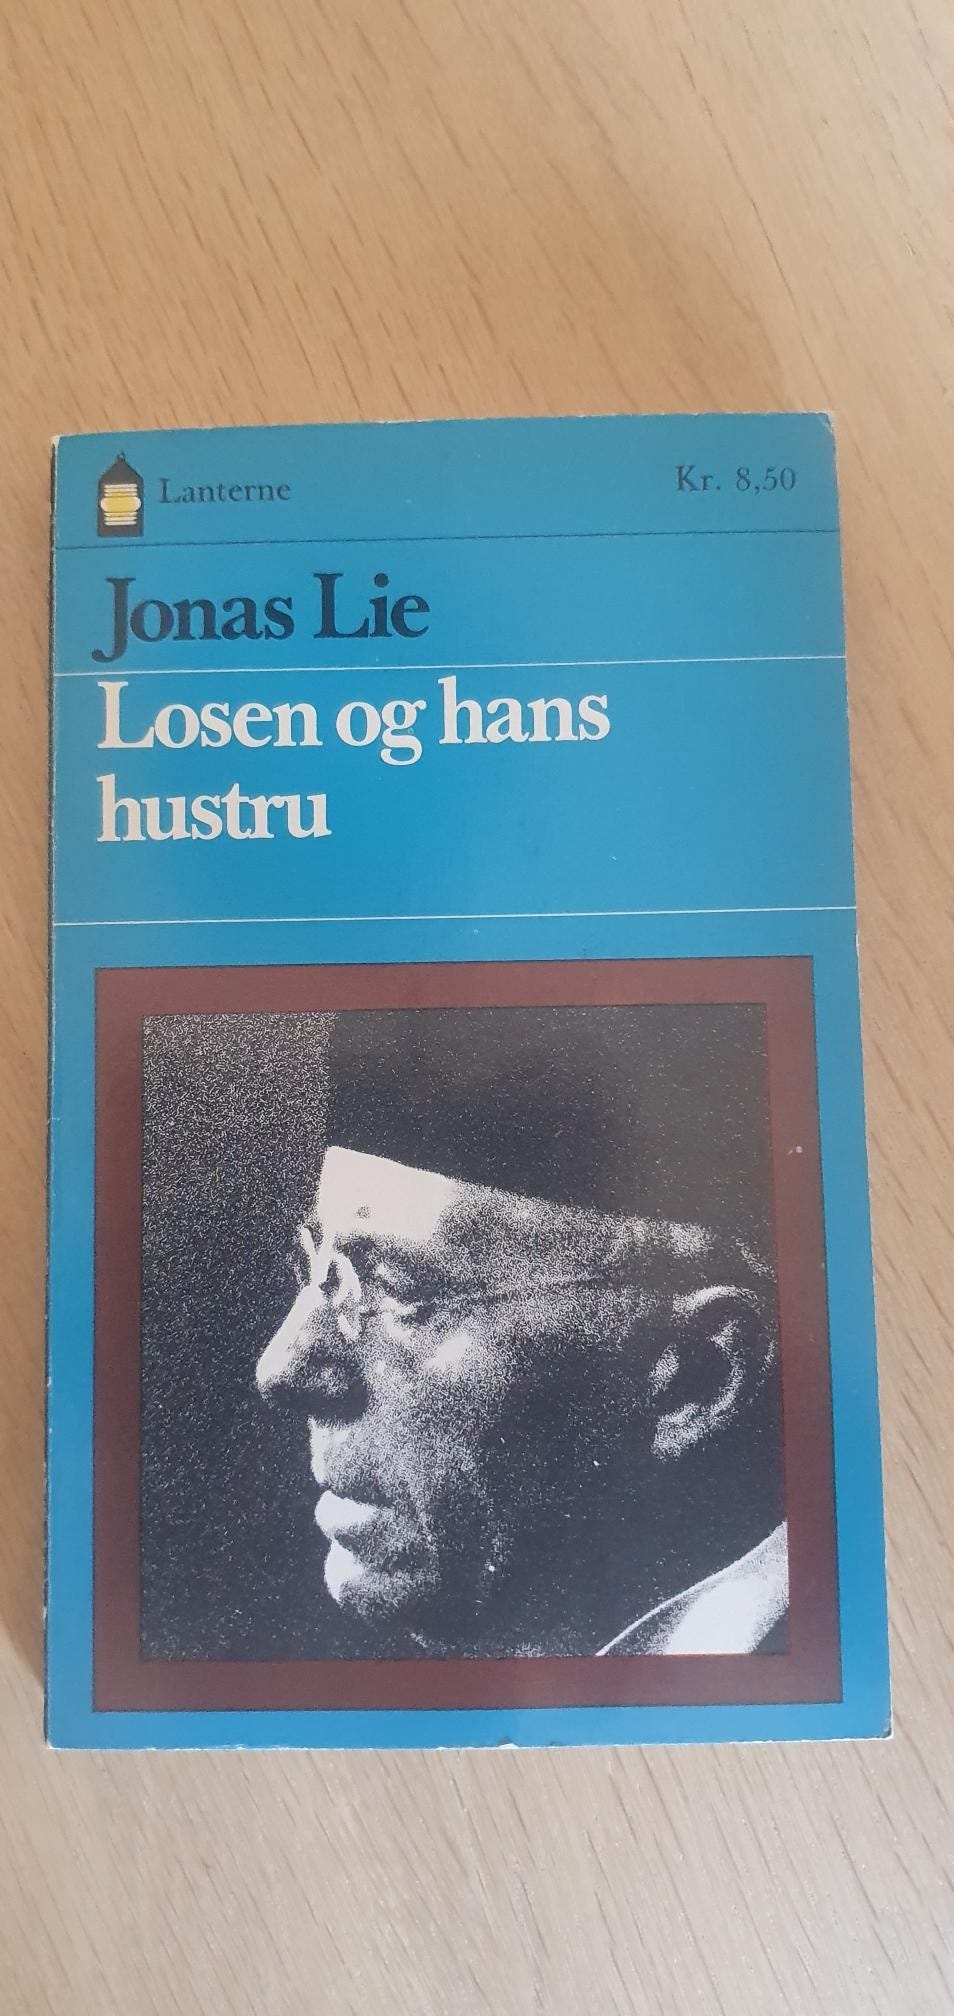 Lanterne
Kr. 8,50
Jonas Lie
Losen og hans
hustru